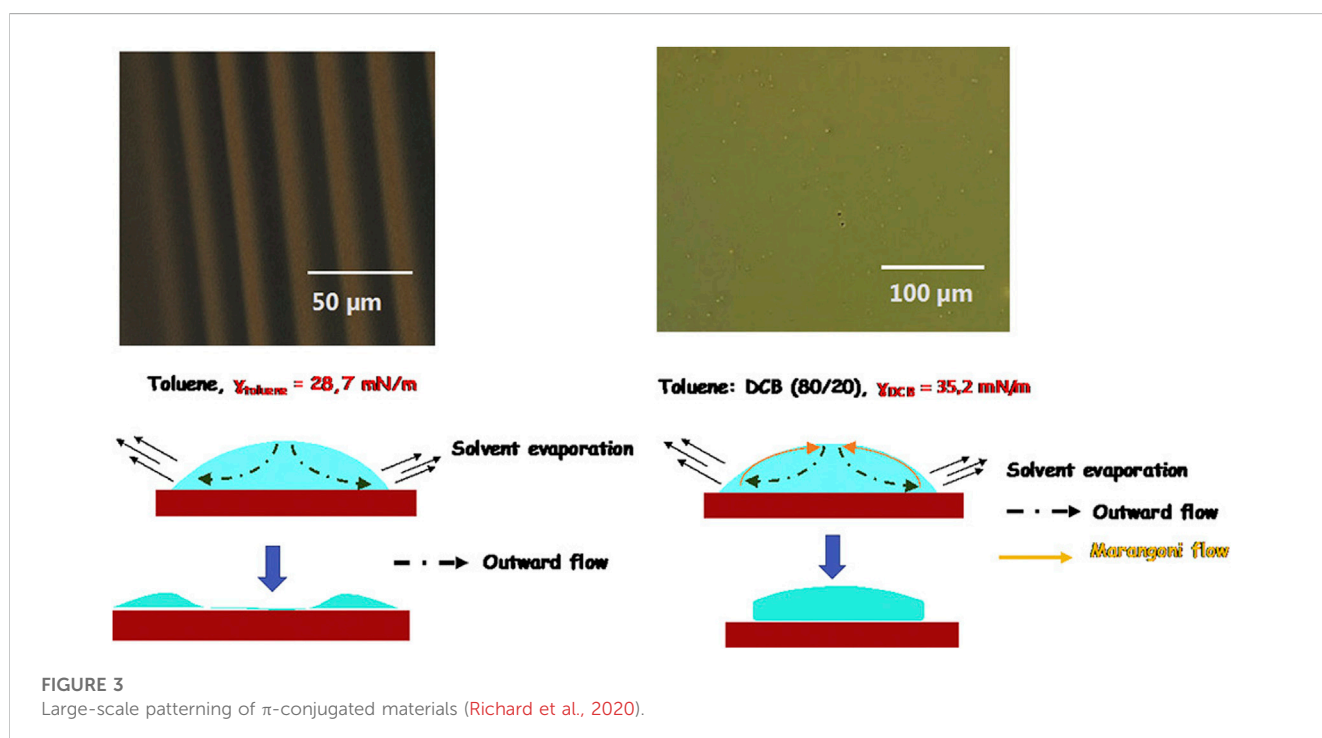 50 μm
100 μm
Toluene, γtoluene = 28,7 mN/m
Toluene: DCB (80/20), γDCB = 35,2 mN/m
Solvent evaporation
Outward flow
Solvent evaporation
Outward flow
Marangoni flow
FIGURE 3
Large-scale patterning of π-conjugated materials (Richard et al., 2020).